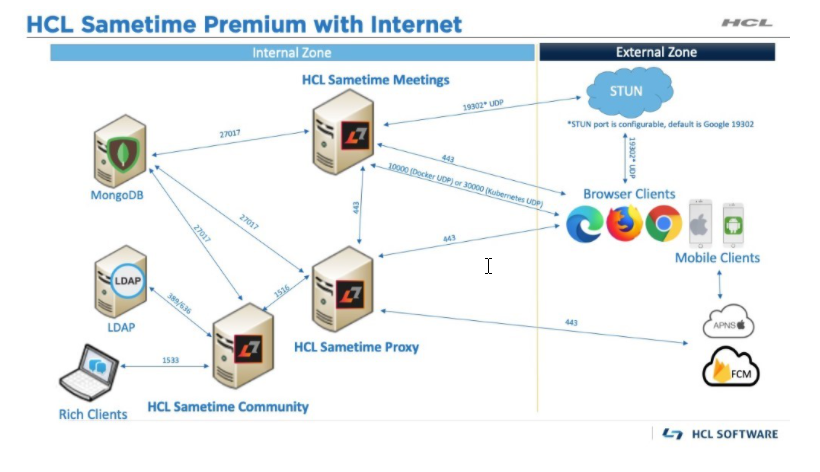 HCL Sametime Premium with Internet
HCL
Internal Zone
External Zone
HCL Sametime Meetings
STUN
19302* UDP
*STUN port is configurable, default is Google 19302
27017
19302* UDP
443
10000 (Docker UDP) or 30000 (Kubernetes UDP)
MongoDB
Browser Clients
443
27017
27017
443
Mobile Clients
LDAP
389/636
1516
LDAP
APNS
443
HCL Sametime Proxy
1533
FCM
Rich Clients
HCL Sametime Community
HCL SOFTWARE